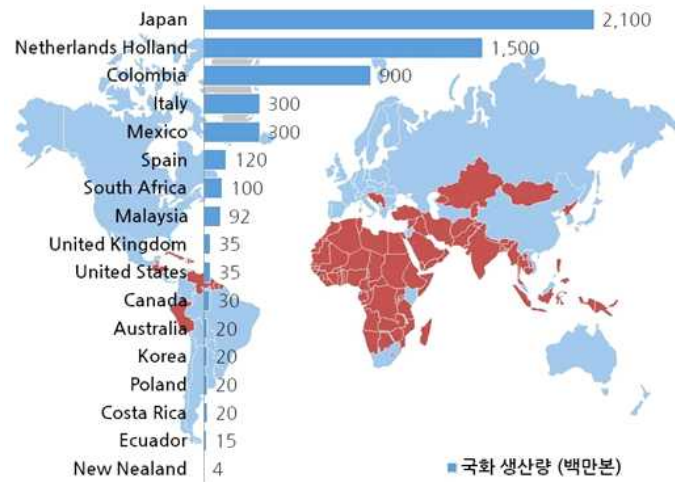 Japan 2,100
Netherlands Holland 1,500
Colombia 900
Italy 300
Mexico 300
Spain 120
South Africa 100
Malaysia 92
United Kingdom 35
United States 35
Canada 30
Australia 20
Korea 20
Poland 20
Costa Rica 20
Ecuador 15
New Nealand 4
국화 생산량 (백만본)